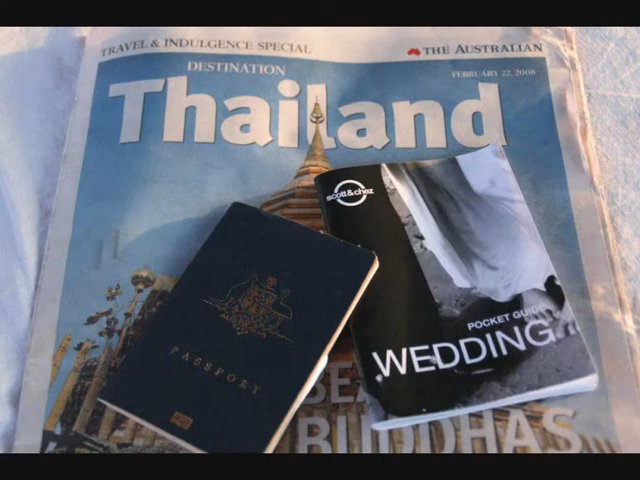 TRAVEL & INDULGENCE SPECIAL
THE AUSTRALIAN
DESTINATION
FEBRUARY 22, 2008
Thailand
scott&chez
POCKET GUIDE
WEDDING
PASSPORT
BUDDHAS